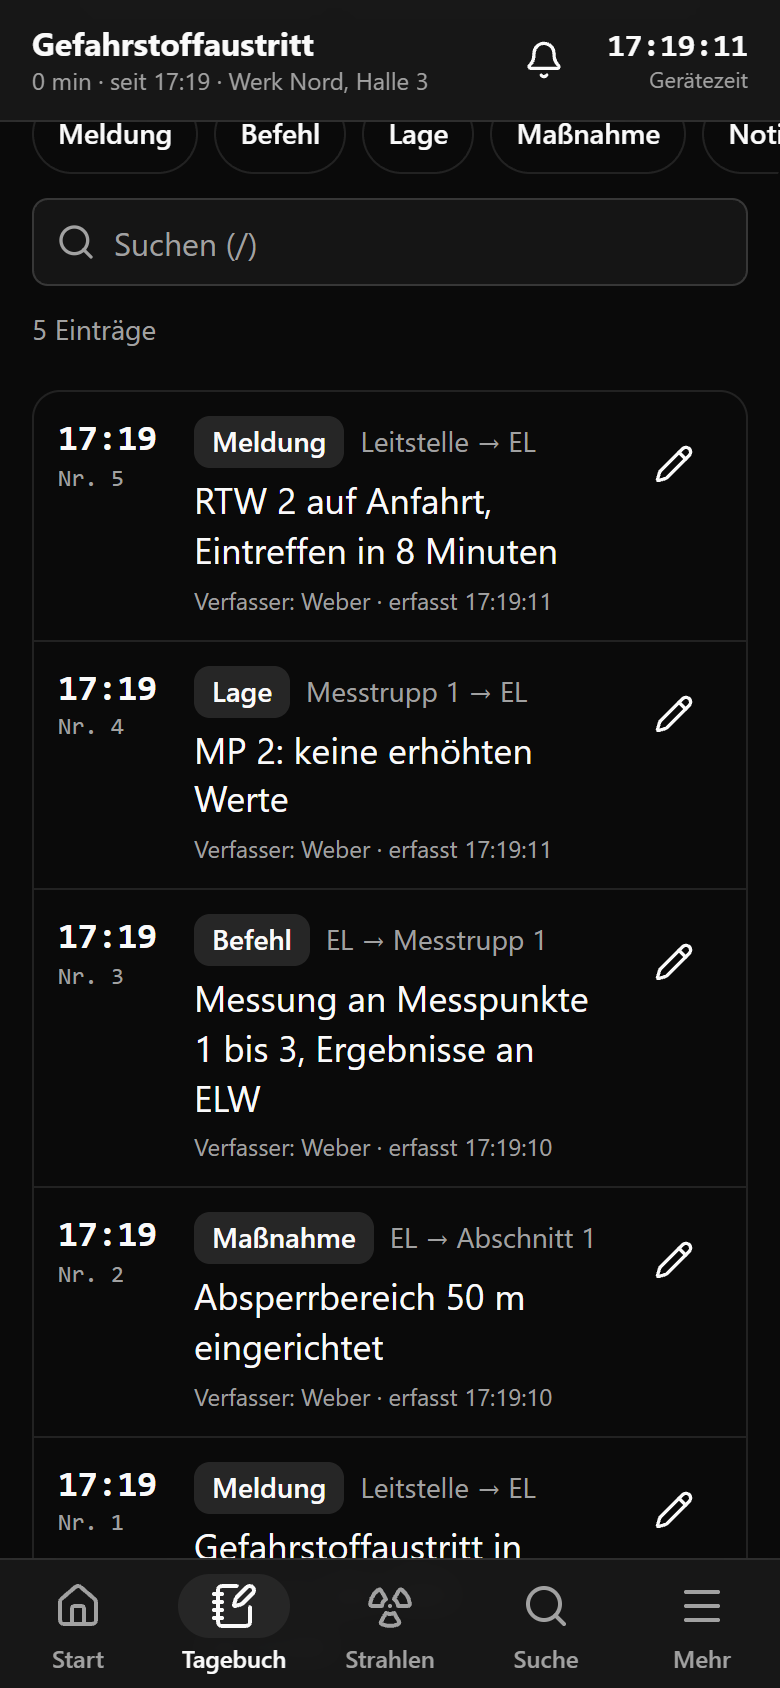 Gefahrstoffaustritt
17:19:11
0 min · seit 17:19 · Werk Nord, Halle 3
Gerätezeit
Meldung Befehl Lage Maßnahme Noti
Suchen (/)
5 Einträge
17:19 Meldung Leitstelle → EL
Nr. 5
RTW 2 auf Anfahrt,
Eintreffen in 8 Minuten
Verfasser: Weber · erfasst 17:19:11
17:19 Lage Messtrupp 1 → EL
Nr. 4
MP 2: keine erhöhten
Werte
Verfasser: Weber · erfasst 17:19:11
17:19 Befehl EL → Messtrupp 1
Nr. 3
Messung an Messpunkte
1 bis 3, Ergebnisse an
ELW
Verfasser: Weber · erfasst 17:19:10
17:19 Maßnahme EL → Abschnitt 1
Nr. 2
Absperrbereich 50 m
eingerichtet
Verfasser: Weber · erfasst 17:19:10
17:19 Meldung Leitstelle → EL
Nr. 1
Gefahrstoffaustritt in
Start Tagebuch Strahlen Suche Mehr